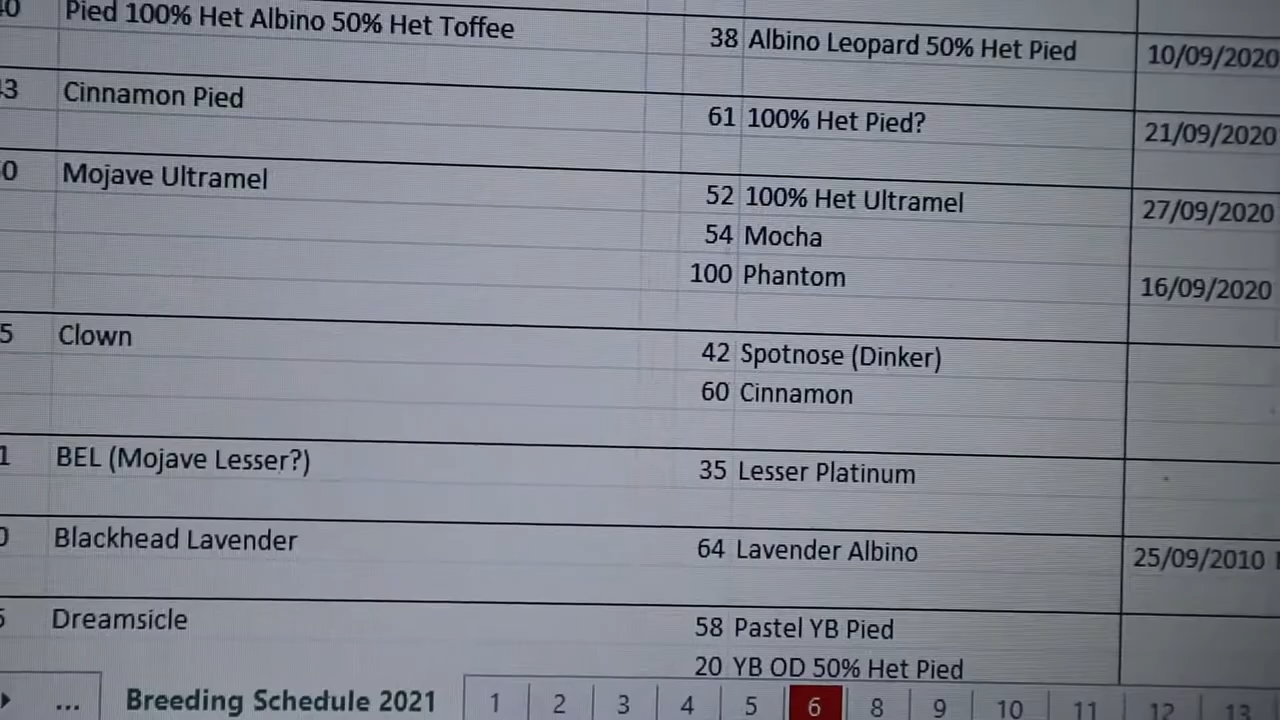 Pied 100% Het Albino 50% Het Toffee 38 Albino Leopard 50% Het Pied 10/09/2020
Cinnamon Pied 61 100% Het Pied? 21/09/2020
Mojave Ultramel 52 100% Het Ultramel 27/09/2020
54 Mocha
100 Phantom 16/09/2020
Clown 42 Spotnose (Dinker)
60 Cinnamon
BEL (Mojave Lesser?) 35 Lesser Platinum
Blackhead Lavender 64 Lavender Albino 25/09/2010
Dreamsicle 58 Pastel YB Pied
20 YB OD 50% Het Pied
... Breeding Schedule 2021 1 2 3 4 5 6 8 9 10 11 12 13